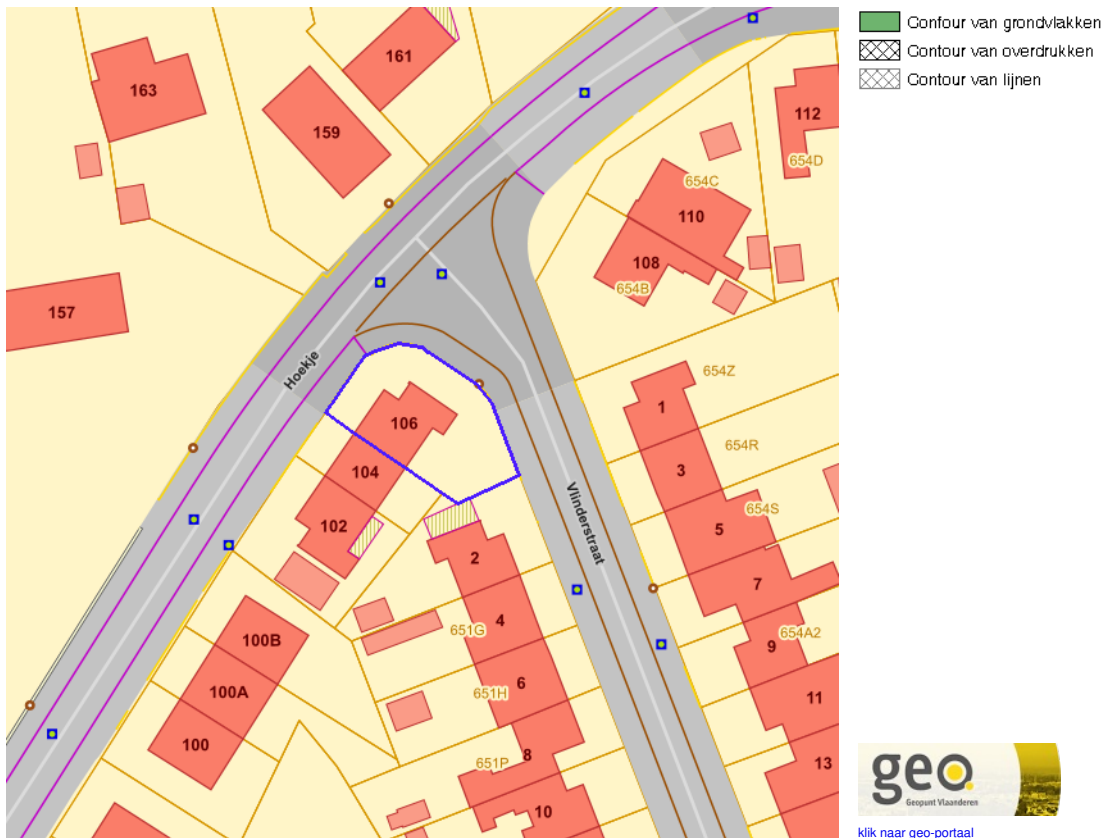 Contour van grondvlakken
Contour van overdrukken
Contour van lijnen
161
163
159
112
654D
654C
110
108
654B
157
Hoekje
654Z
1
106
654R
104
3
654S
102
5
Vlinderstraat
2
7
4
651G
654A2
9
100B
651H
6
100A
11
100
8
651P
13
10
geo.
Geopunt Vlaanderen
klik naar geo-portaal